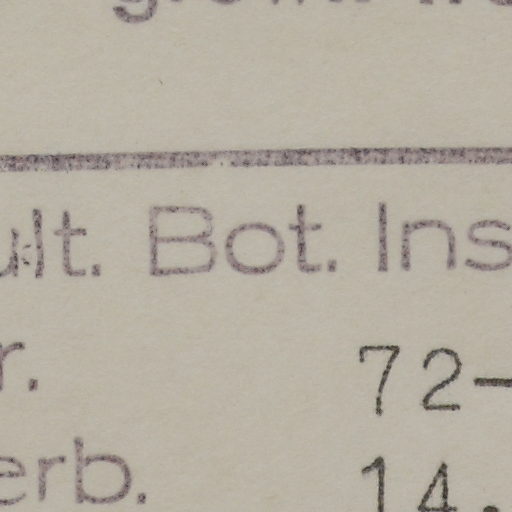 ult. Bot. Ins
r. 72-
erb. 14.